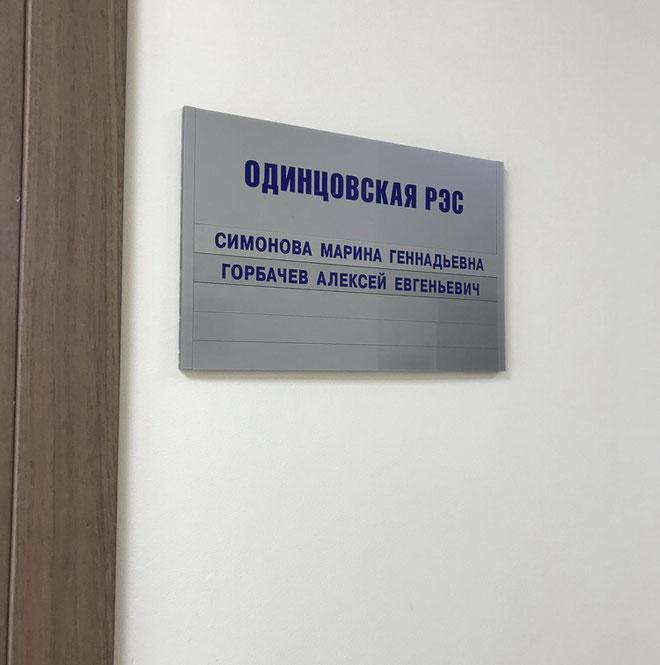 ОДИНЦОВСКАЯ РЭС
СИМОНОВА МАРИНА ГЕННАДЬЕВНА
ГОРБАЧЕВ АЛЕКСЕЙ ЕВГЕНЬЕВИЧ